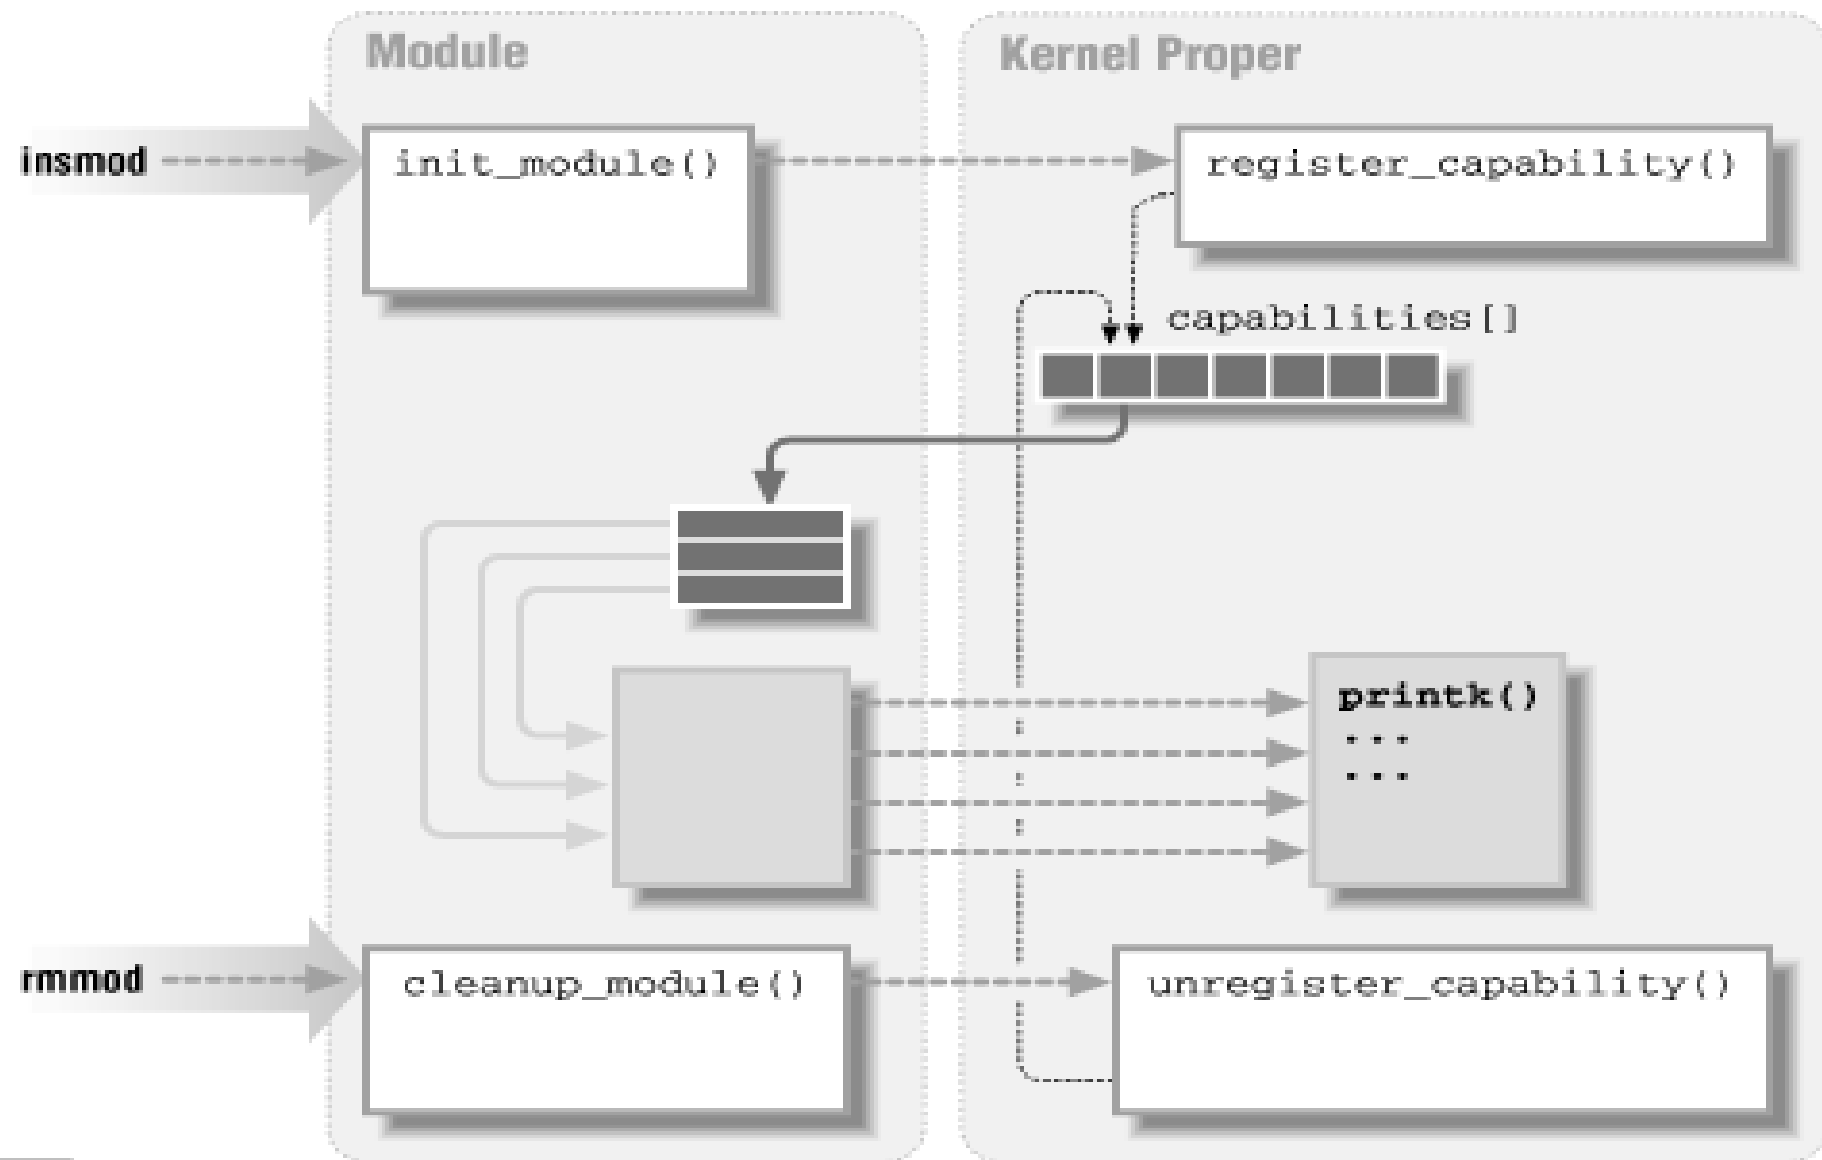 Module
Kernel Proper
insmod
init_module()
register_capability()
capabilities[]
printk()
...
...
rmmod
cleanup_module()
unregister_capability()